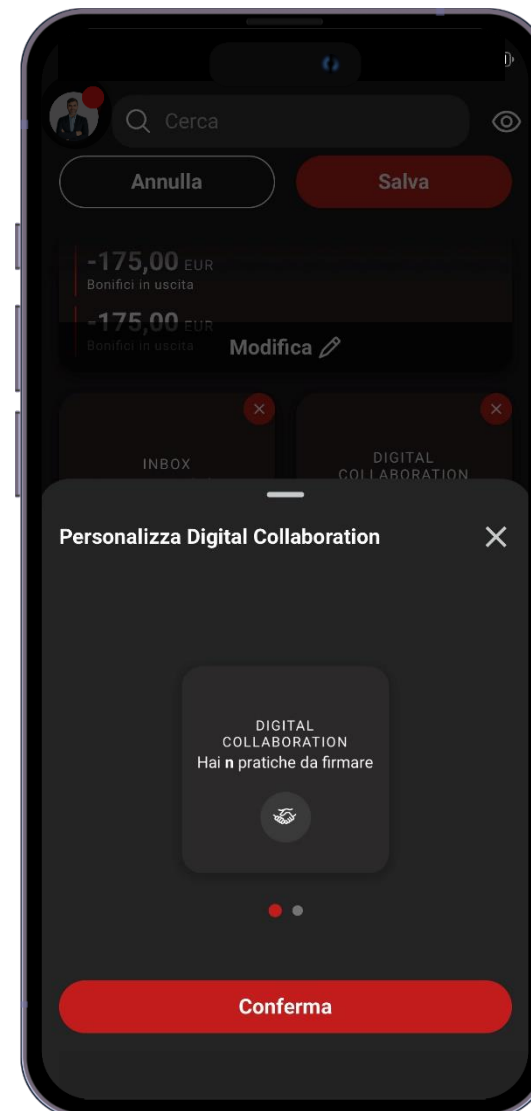 Cerca
Annulla
Salva
-175,00 EUR
Bonifici in uscita
-175,00 EUR
Bonifici in uscita
Modifica
INBOX
DIGITAL
COLLABORATION
Personalizza Digital Collaboration
DIGITAL
COLLABORATION
Hai n pratiche da firmare
Conferma